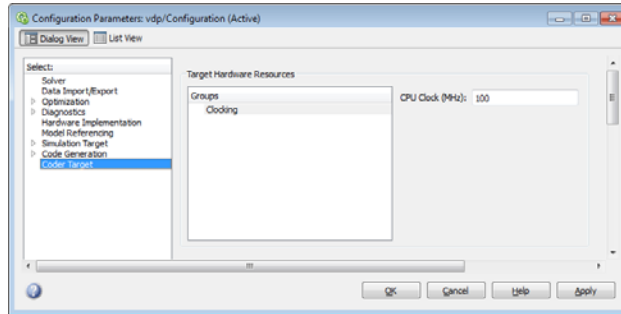 Configuration Parameters: vdp/Configuration (Active)
Dialog View List View
Select:
Solver
Data Import/Export
Optimization
Diagnostics
Hardware Implementation
Model Referencing
Simulation Target
Code Generation
Coder Target
Target Hardware Resources
Groups
Clocking
CPU Clock (MHz): 100
OK Cancel Help Apply